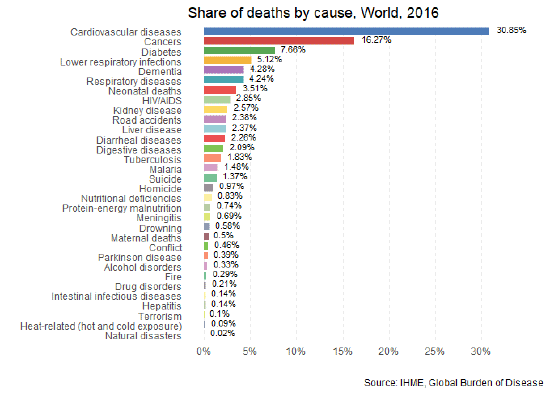 Share of deaths by cause, World, 2016
Cardiovascular diseases 30.85%
Cancers 16.27%
Diabetes 7.66%
Lower respiratory infections 5.12%
Dementia 4.28%
Respiratory diseases 4.24%
Neonatal deaths 3.51%
HIV/AIDS 2.85%
Kidney disease 2.57%
Road accidents 2.38%
Liver disease 2.37%
Diarrheal diseases 2.26%
Digestive diseases 2.09%
Tuberculosis 1.83%
Malaria 1.48%
Suicide 1.37%
Homicide 0.97%
Nutritional deficiencies 0.83%
Protein-energy malnutrition 0.74%
Meningitis 0.69%
Drowning 0.58%
Maternal deaths 0.5%
Conflict 0.46%
Parkinson disease 0.39%
Alcohol disorders 0.33%
Fire 0.29%
Drug disorders 0.21%
Intestinal infectious diseases 0.14%
Hepatitis 0.14%
Terrorism 0.1%
Heat-related (hot and cold exposure) 0.09%
Natural disasters 0.02%
0% 5% 10% 15% 20% 25% 30%
Source: IHME, Global Burden of Disease